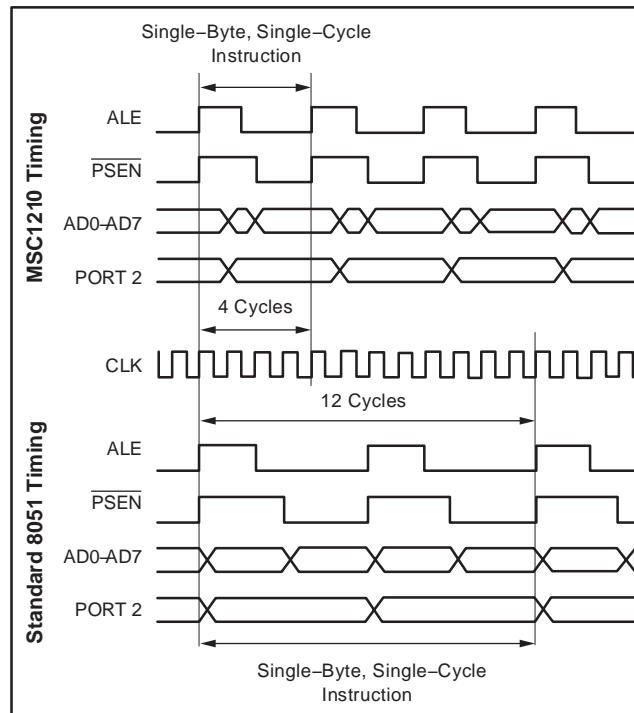 Single–Byte, Single–Cycle
Instruction
MSC1210 Timing
ALE
PSEN
AD0-AD7
PORT 2
4 Cycles
CLK
12 Cycles
Standard 8051 Timing
ALE
PSEN
AD0-AD7
PORT 2
Single–Byte, Single–Cycle
Instruction